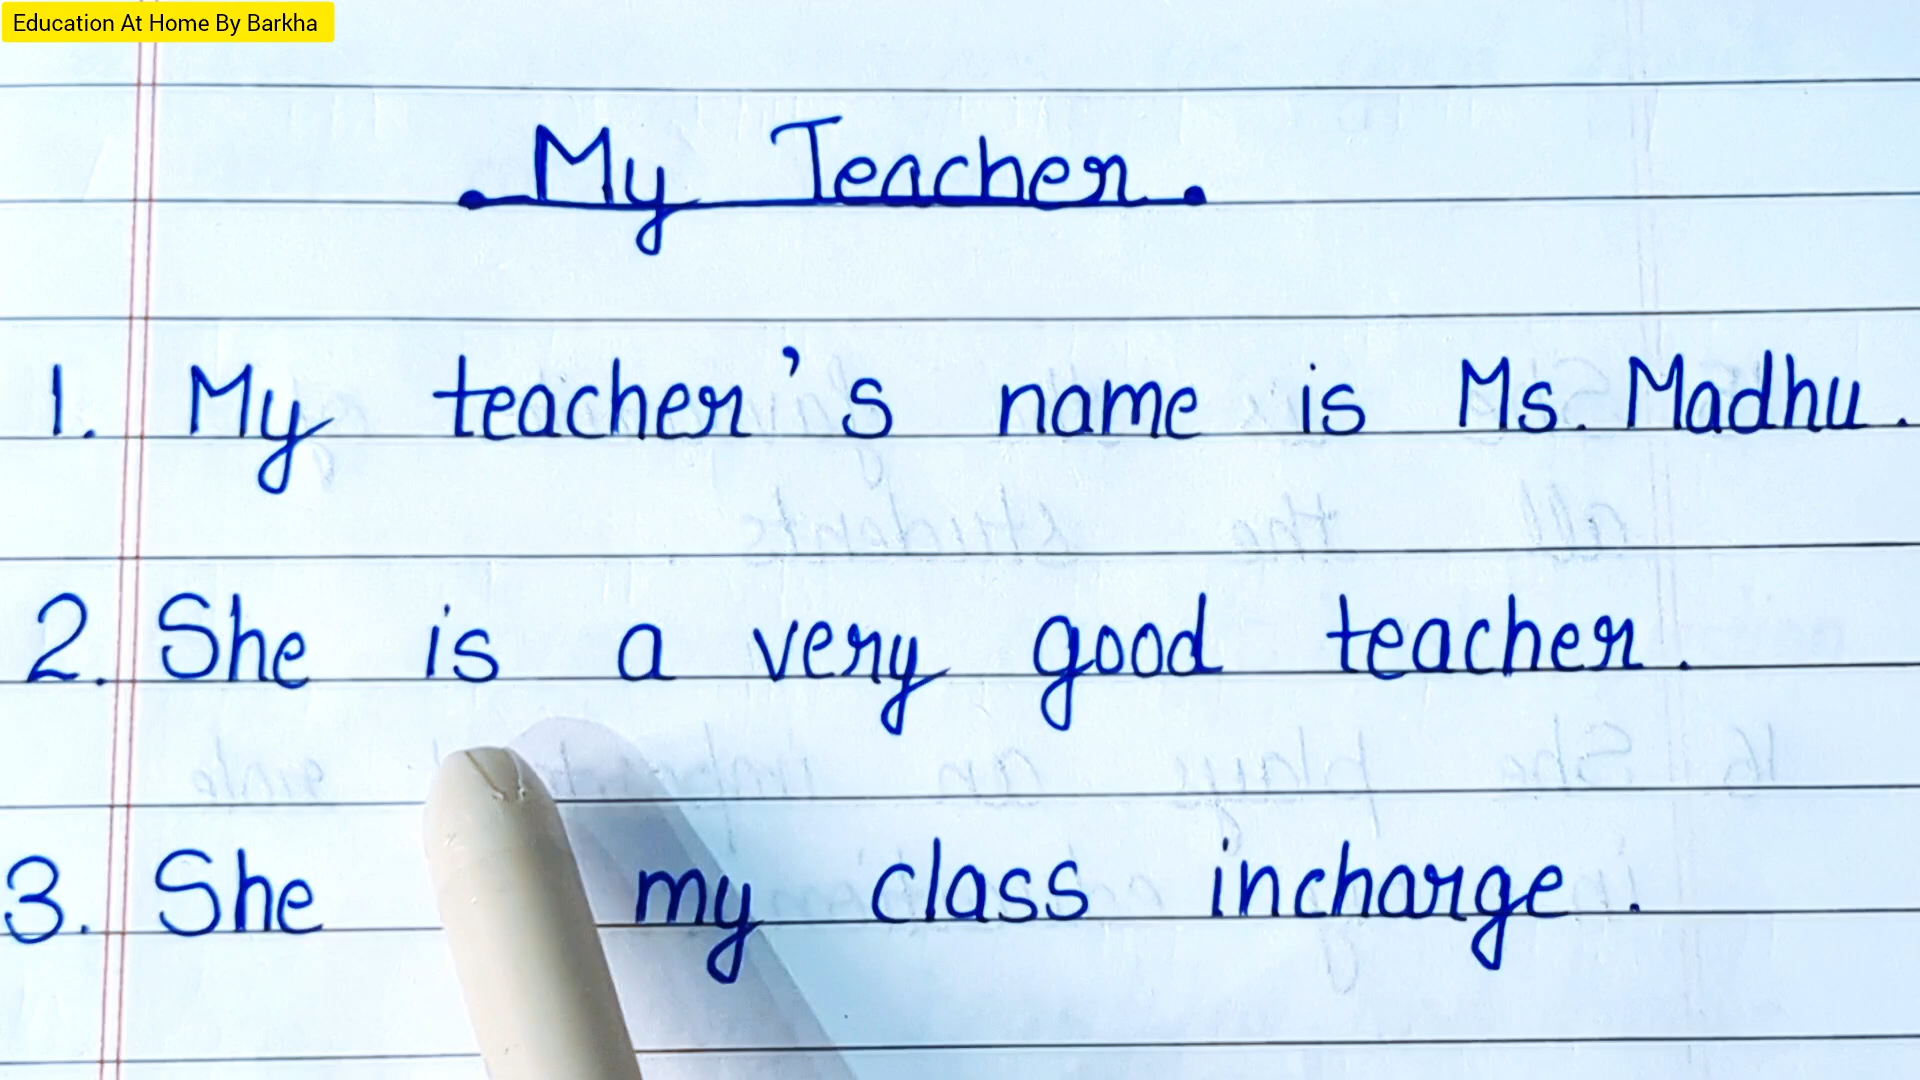 Education At Home By Barkha
My Teacher.
1. My teacher's name is Ms. Madhu.
2. She is a very good teacher.
3. She my class incharge.